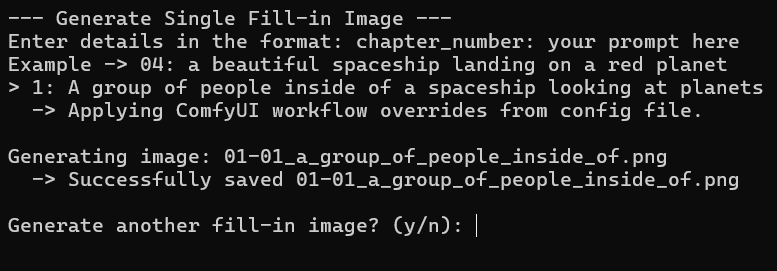 --- Generate Single Fill-in Image ---
Enter details in the format: chapter_number: your prompt here
Example -> 04: a beautiful spaceship landing on a red planet
> 1: A group of people inside of a spaceship looking at planets
  -> Applying ComfyUI workflow overrides from config file.

Generating image: 01-01_a_group_of_people_inside_of.png
  -> Successfully saved 01-01_a_group_of_people_inside_of.png

Generate another fill-in image? (y/n):